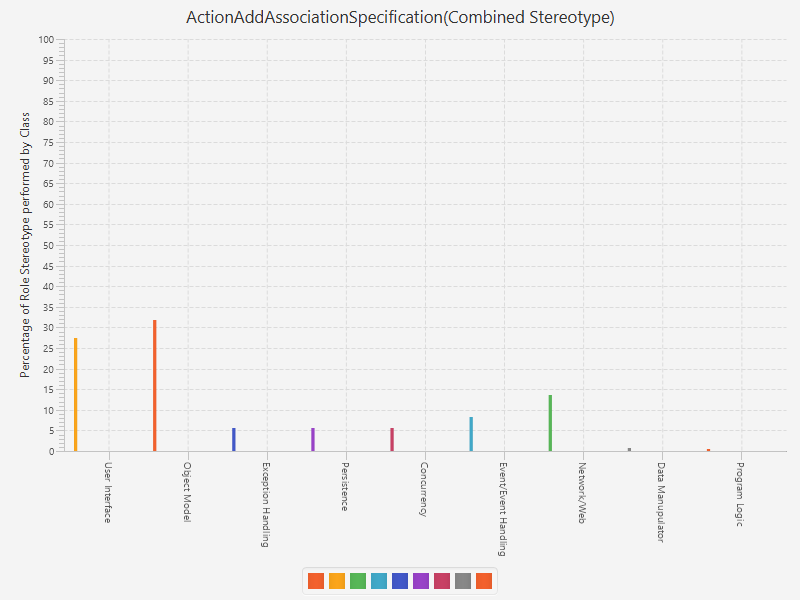 ActionAddAssociationSpecification(Combined Stereotype)
Percentage of Role Stereotype performed by Class
100
95
90
85
80
75
70
65
60
55
50
45
40
35
30
25
20
15
10
5
0
User Interface
Object Model
Exception Handling
Persistence
Concurrency
Event/Event Handling
Network/Web
Data Manupulator
Program Logic